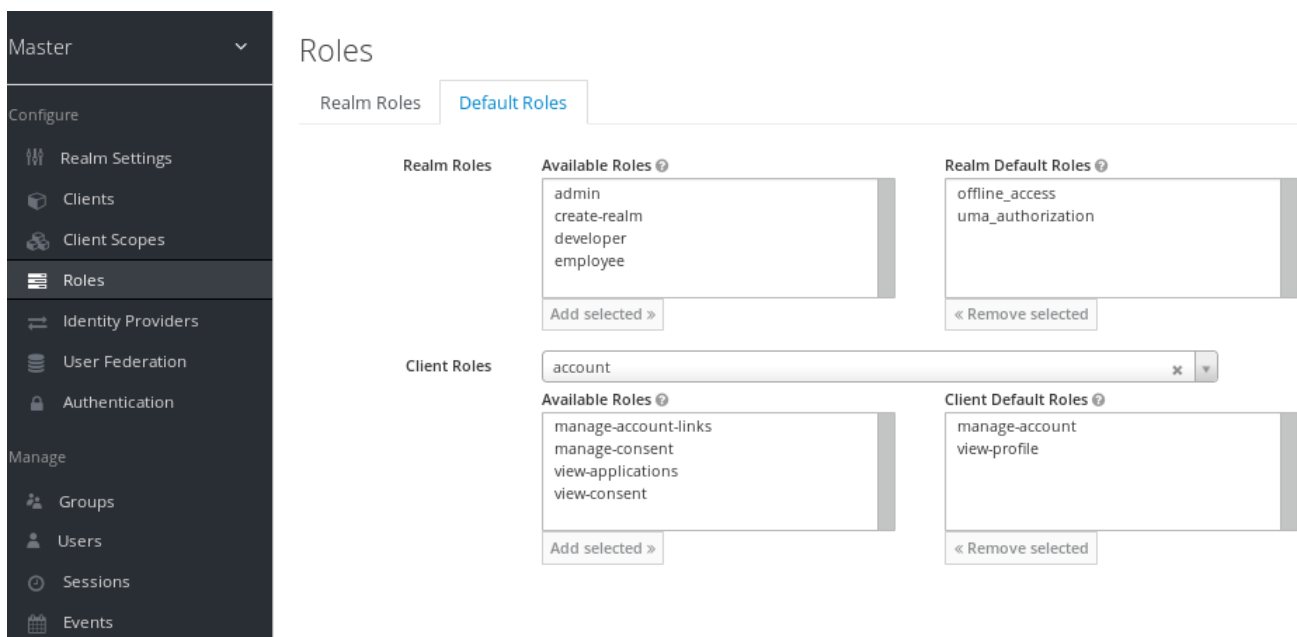 Master
Configure
Realm Settings
Clients
Client Scopes
Roles
Identity Providers
User Federation
Authentication
Manage
Groups
Users
Sessions
Events
Roles
Realm Roles
Default Roles
Realm Roles
Available Roles
admin
create-realm
developer
employee
Add selected »
Realm Default Roles
offline_access
uma_authorization
« Remove selected
Client Roles
account
Available Roles
manage-account-links
manage-consent
view-applications
view-consent
Add selected »
Client Default Roles
manage-account
view-profile
« Remove selected